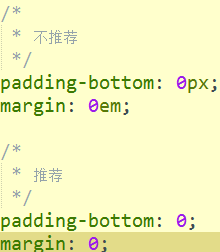 /*
 * 不推荐
 */
padding-bottom: 0px;
margin: 0em;

/*
 * 推荐
 */
padding-bottom: 0;
margin: 0;